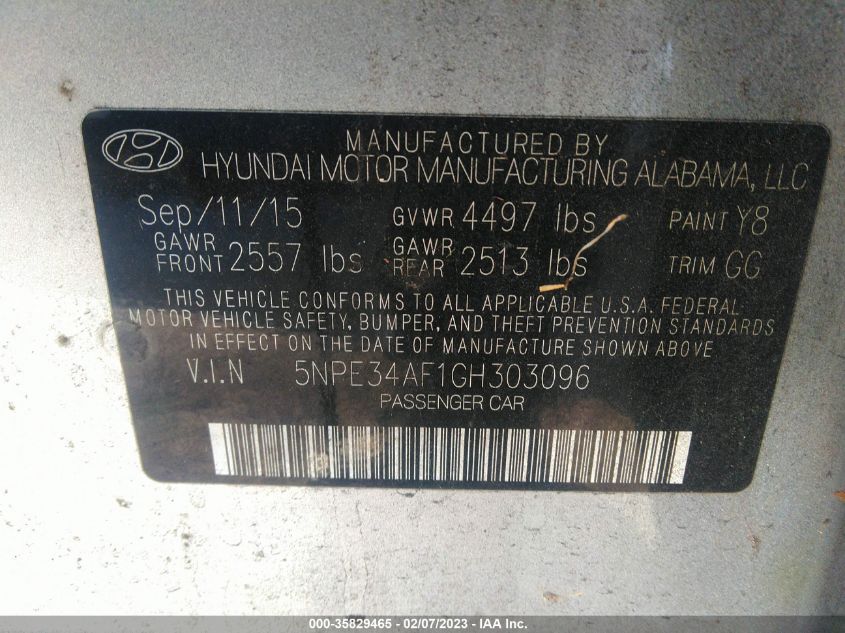 MANUFACTURED BY
HYUNDAI MOTOR MANUFACTURING ALABAMA, LLC
Sep/11/15 GVWR 4497 lbs PAINT Y8
GAWR FRONT 2557 lbs GAWR REAR 2513 lbs TRIM GG
THIS VEHICLE CONFORMS TO ALL APPLICABLE U.S.A. FEDERAL
MOTOR VEHICLE SAFETY, BUMPER, AND THEFT PREVENTION STANDARDS
IN EFFECT ON THE DATE OF MANUFACTURE SHOWN ABOVE
V.I.N 5NPE34AF1GH303096
PASSENGER CAR
000-35829465 - 02/07/2023 - IAA Inc.